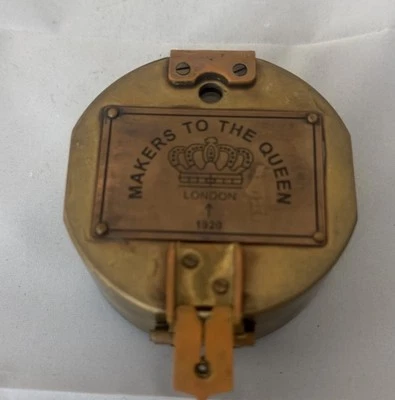 MAKERS TO THE QUEEN
LONDON
1920